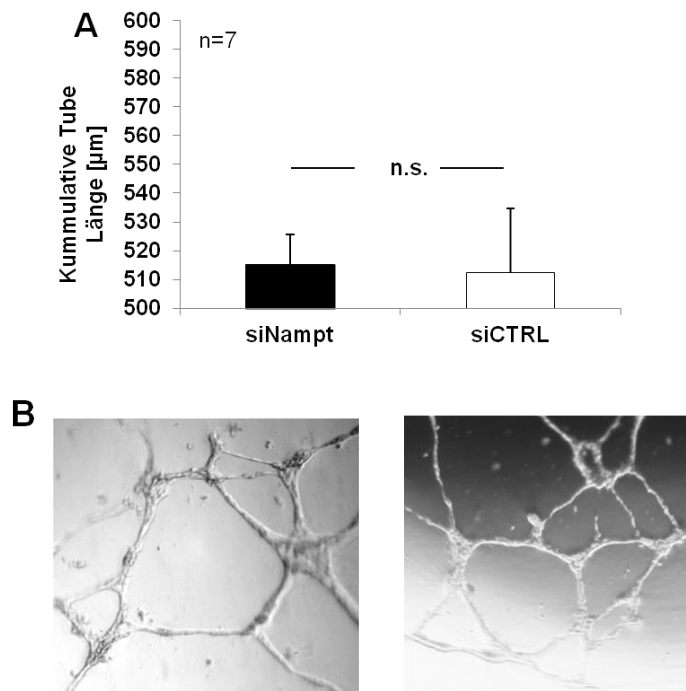 A
n=7
Kummulative Tube
Länge [µm]
600
590
580
570
560
550
540
530
520
510
500
n.s.
siNampt
siCTRL
B